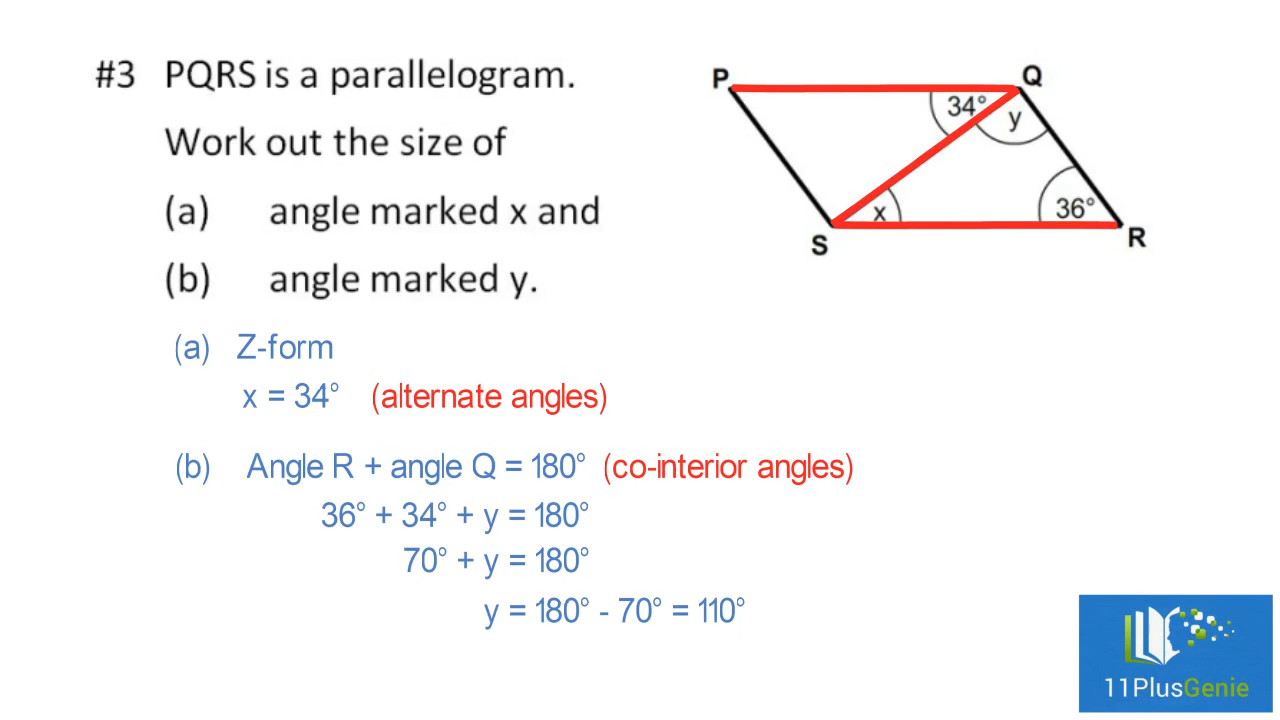 #3 PQRS is a parallelogram.
Work out the size of
(a) angle marked x and
(b) angle marked y.
P
Q
34°
y
x
36°
S
R
(a) Z-form
x = 34° (alternate angles)
(b) Angle R + angle Q = 180° (co-interior angles)
36° + 34° + y = 180°
70° + y = 180°
y = 180° - 70° = 110°
11PlusGenie